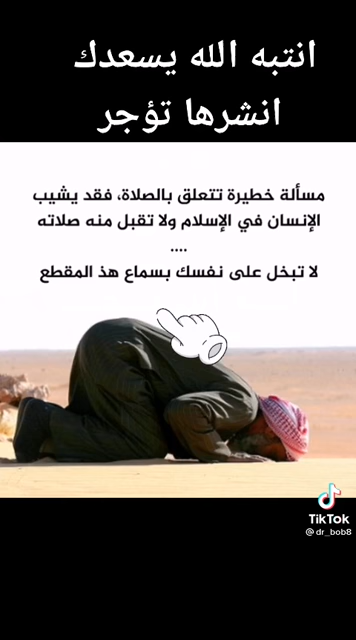 انتبه الله يسعدك
انشرها تؤجر
مسألة خطيرة تتعلق بالصلاة، فقد يشيب
الإنسان في الإسلام ولا تقبل منه صلاته
....
لا تبخل على نفسك بسماع هذ المقطع
TikTok
@dr_bob8